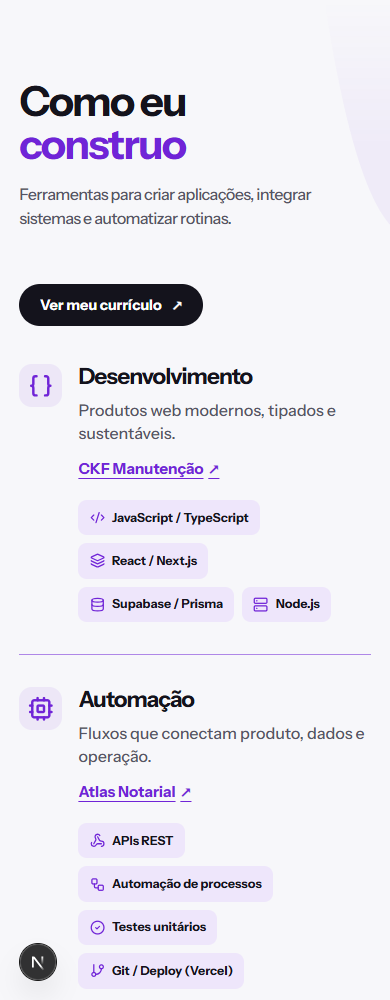 Como eu
construo
Ferramentas para criar aplicações, integrar
sistemas e automatizar rotinas.
Ver meu currículo ↗
Desenvolvimento
Produtos web modernos, tipados e
sustentáveis.
CKF Manutenção ↗
JavaScript / TypeScript
React / Next.js
Supabase / Prisma
Node.js
Automação
Fluxos que conectam produto, dados e
operação.
Atlas Notarial ↗
APIs REST
Automação de processos
Testes unitários
Git / Deploy (Vercel)
N